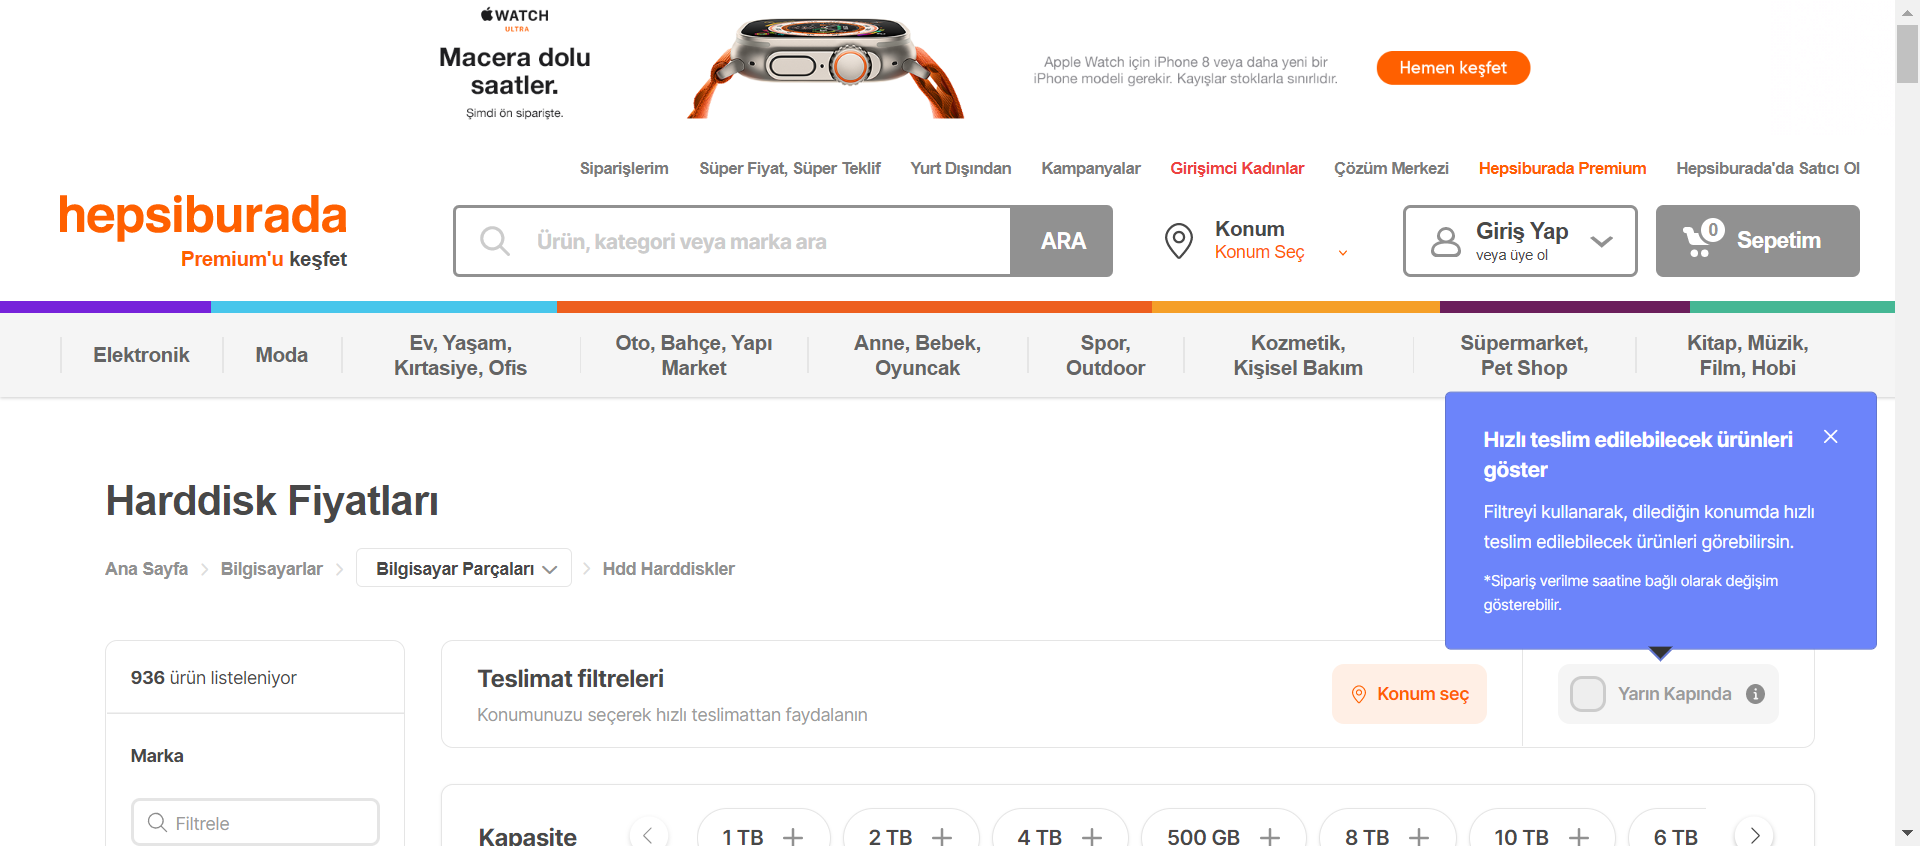 WATCH
ULTRA
Macera dolu
saatler.
Şimdi ön siparişte.
Apple Watch için iPhone 8 veya daha yeni bir
iPhone modeli gerekir. Kayışlar stoklarla sınırlıdır.
Hemen keşfet
Siparişlerim Süper Fiyat, Süper Teklif Yurt Dışından Kampanyalar Girişimci Kadınlar Çözüm Merkezi Hepsiburada Premium Hepsiburada'da Satıcı Ol
hepsiburada
Premium'u keşfet
Ürün, kategori veya marka ara
ARA
Konum
Konum Seç
Giriş Yap
veya üye ol
0
Sepetim
Elektronik
Moda
Ev, Yaşam,
Kırtasiye, Ofis
Oto, Bahçe, Yapı
Market
Anne, Bebek,
Oyuncak
Spor,
Outdoor
Kozmetik,
Kişisel Bakım
Süpermarket,
Pet Shop
Kitap, Müzik,
Film, Hobi
Hızlı teslim edilebilecek ürünleri
göster
Filtreyi kullanarak, dilediğin konumda hızlı
teslim edilebilecek ürünleri görebilirsin.
*Sipariş verilme saatine bağlı olarak değişim
gösterebilir.
Harddisk Fiyatları
Ana Sayfa Bilgisayarlar Bilgisayar Parçaları Hdd Harddiskler
936 ürün listeleniyor
Marka
Filtrele
Teslimat filtreleri
Konumunuzu seçerek hızlı teslimattan faydalanın
Konum seç
Yarın Kapında
Kapasite
1 TB + 2 TB + 4 TB + 500 GB + 8 TB + 10 TB + 6 TB